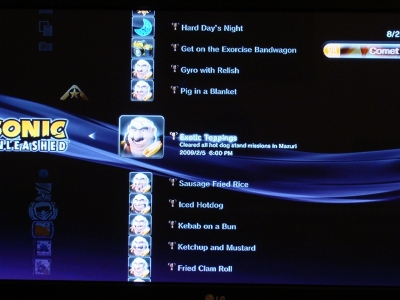 Hard Day's Night
8/2
Get on the Exorcise Bandwagon
Comet
Gyro with Relish
Pig in a Blanket
SONIC
UNLEASHED
Exotic Toppings
Cleared all hot dog stand missions in Mazuri
2009/2/5 6:00 PM
Sausage Fried Rice
Iced Hotdog
Kebab on a Bun
Ketchup and Mustard
Fried Clam Roll
LG